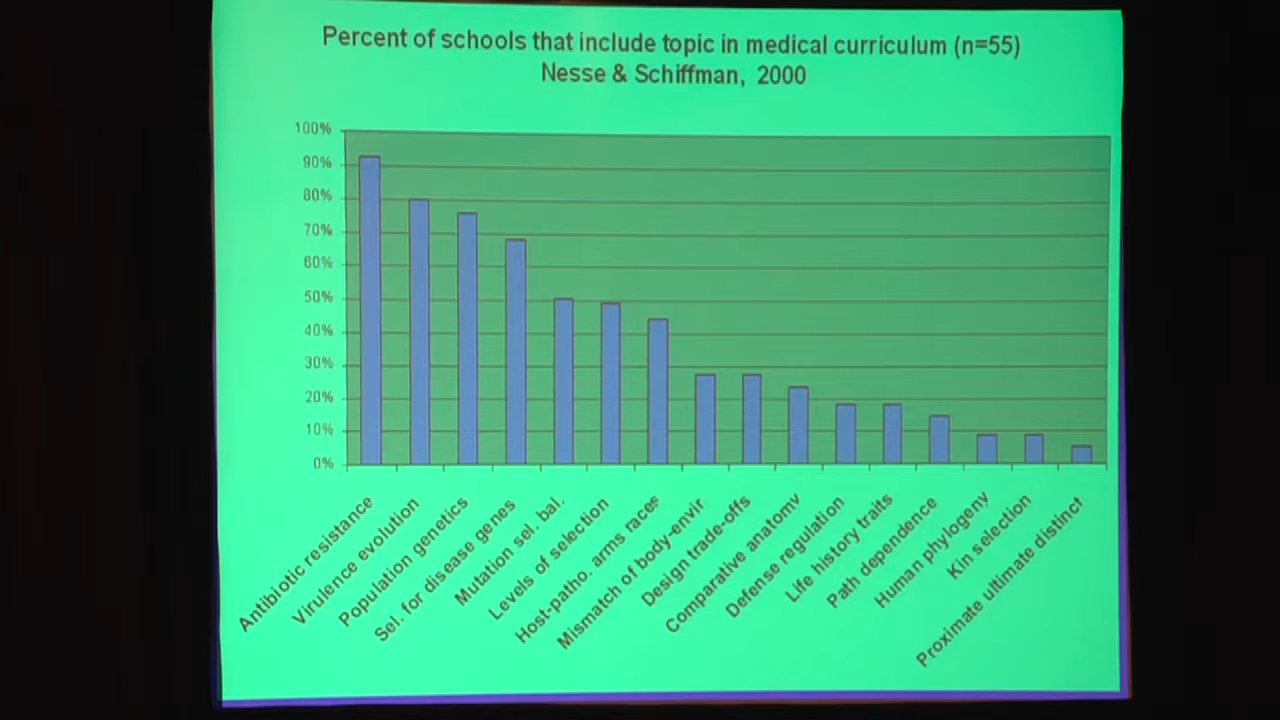 Percent of schools that include topic in medical curriculum (n=55)
Nesse & Schiffman, 2000
100%
90%
80%
70%
60%
50%
40%
30%
20%
10%
0%
Antibiotic resistance
Virulence evolution
Population genetics
Sel. for disease genes
Mutation sel. bal.
Levels of selection
Host-patho. arms races
Mismatch of body-envir
Design trade-offs
Comparative anatomy
Defense regulation
Life history traits
Path dependence
Human phylogeny
Kin selection
Proximate ultimate distinct